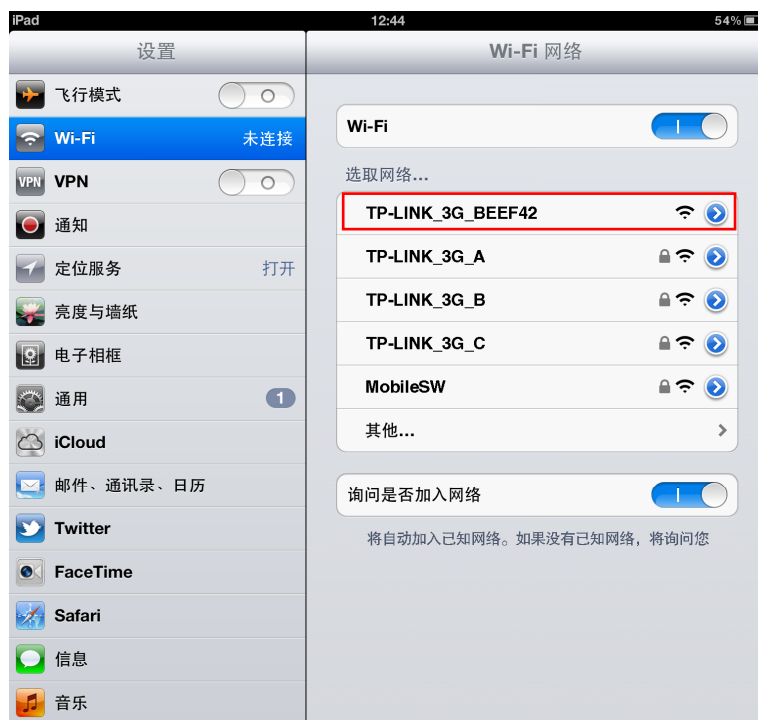 iPad 12:44 54%
设置
飞行模式
Wi-Fi 未连接
VPN VPN
通知
定位服务 打开
亮度与墙纸
电子相框
通用 1
iCloud
邮件、通讯录、日历
Twitter
FaceTime
Safari
信息
音乐
Wi-Fi 网络
Wi-Fi
选取网络...
TP-LINK_3G_BEEF42
TP-LINK_3G_A
TP-LINK_3G_B
TP-LINK_3G_C
MobileSW
其他...
询问是否加入网络
将自动加入已知网络。如果没有已知网络，将询问您